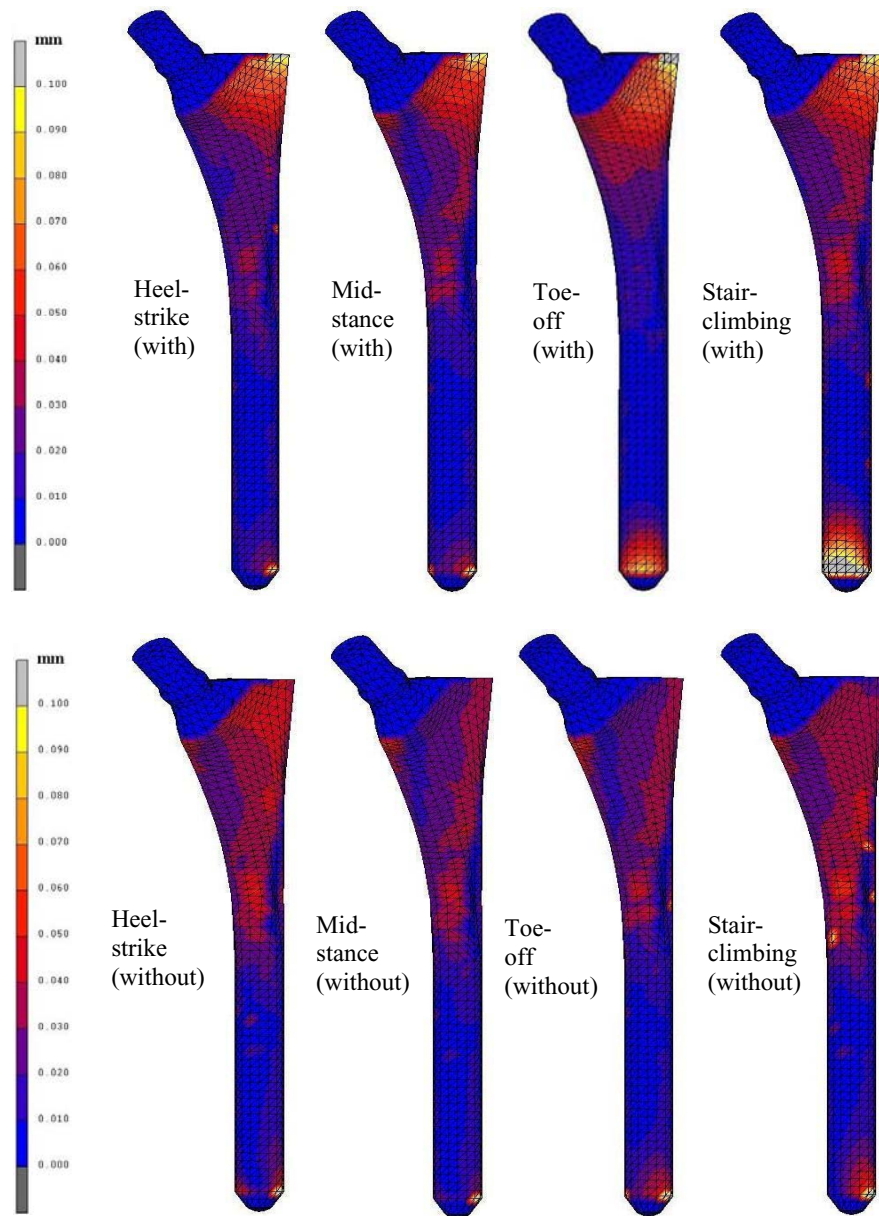 mm
0.100
0.090
0.080
0.070
0.060
0.050
0.040
0.030
0.020
0.010
0.000
Heel-
strike
(with)
Mid-
stance
(with)
Toe-
off
(with)
Stair-
climbing
(with)
mm
0.100
0.090
0.080
0.070
0.060
0.050
0.040
0.030
0.020
0.010
0.000
Heel-
strike
(without)
Mid-
stance
(without)
Toe-
off
(without)
Stair-
climbing
(without)